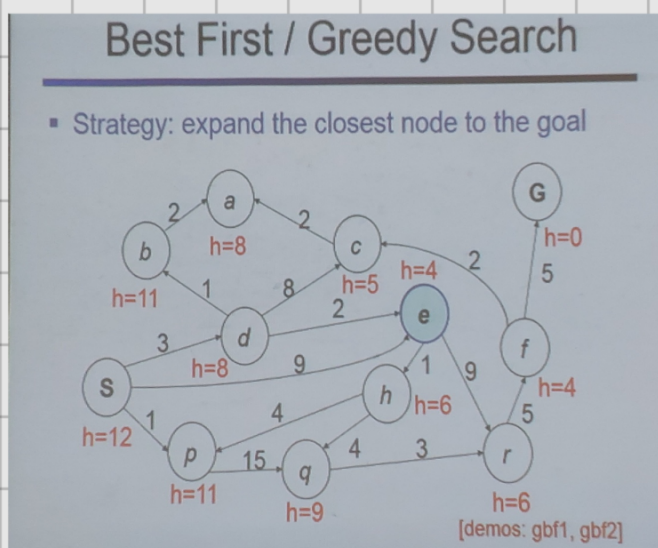 Best First / Greedy Search
▪ Strategy: expand the closest node to the goal
a
G
2
2
b
h=8
c
h=0
h=11
1
8
h=5
h=4
2
5
2
e
3
d
9
f
S
h=8
1
9
h=4
h
h=6
h=12
1
4
5
p
15
q
4
3
r
h=11
h=9
h=6
[demos: gbf1, gbf2]